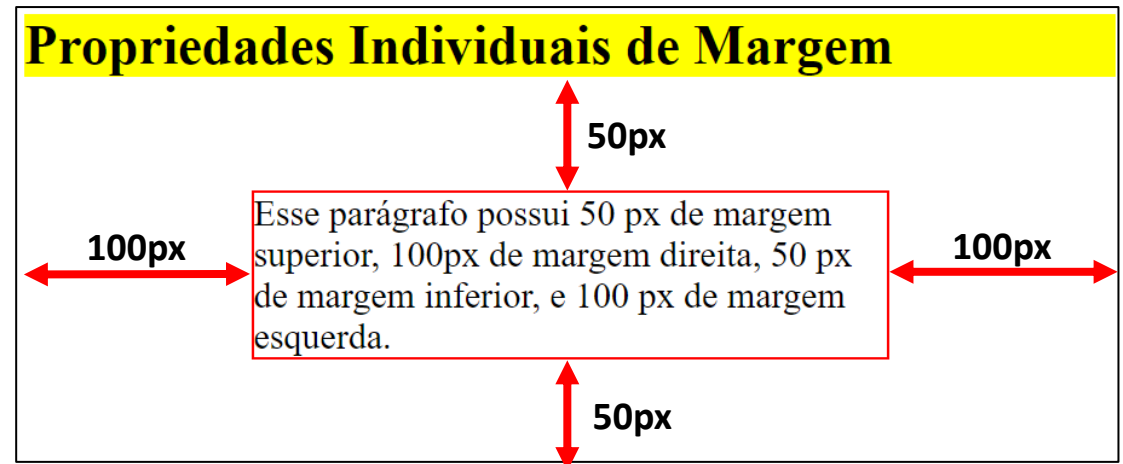 Propriedades Individuais de Margem
50px
Esse parágrafo possui 50 px de margem
superior, 100px de margem direita, 50 px
de margem inferior, e 100 px de margem
esquerda.
100px
100px
50px